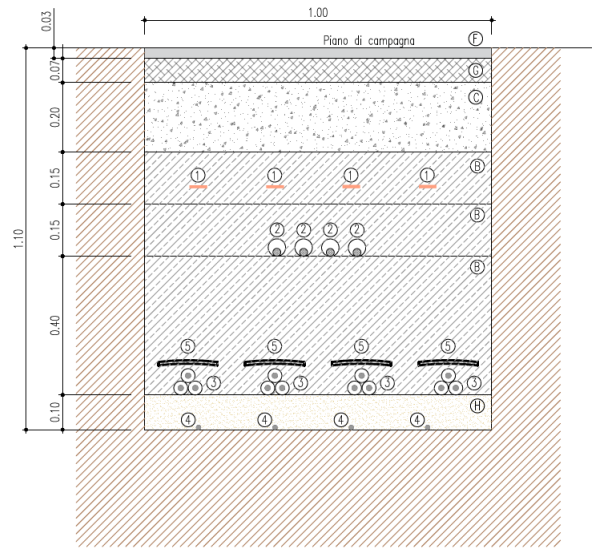 1.00
0.03
Piano di campagna
F
0.07
G
0.20
C
0.15
1 1 1 1
B
1.10
0.15
2 2 2 2
B
0.40
B
5 5 5 5
3 3 3 3
0.10
H
4 4 4 4